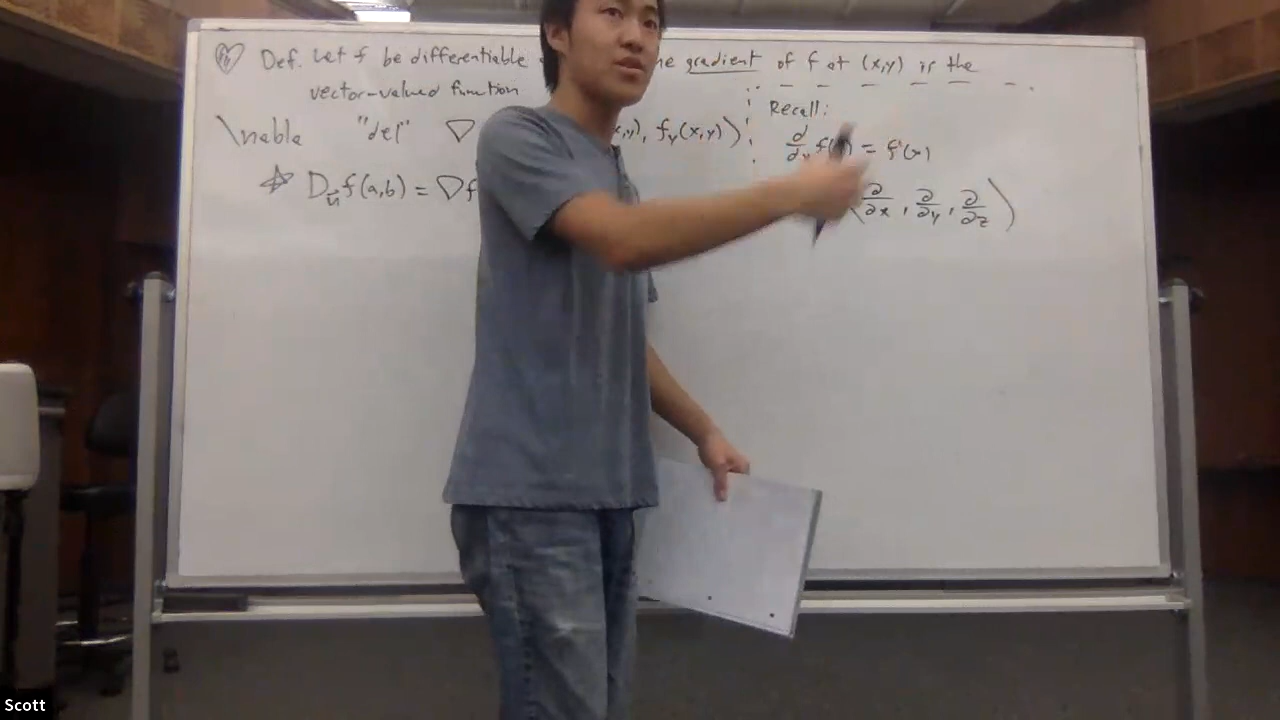 Def. Let f be differentiable
gradient of f at (x,y) is the
vector-valued function
\nabla "del" ∇
, f_y(x,y)⟩
D_u⃗ f(a,b) = ∇f
Recall:
d/dx f(x) = f'(x)
⟨∂/∂x, ∂/∂y, ∂/∂z⟩
Scott